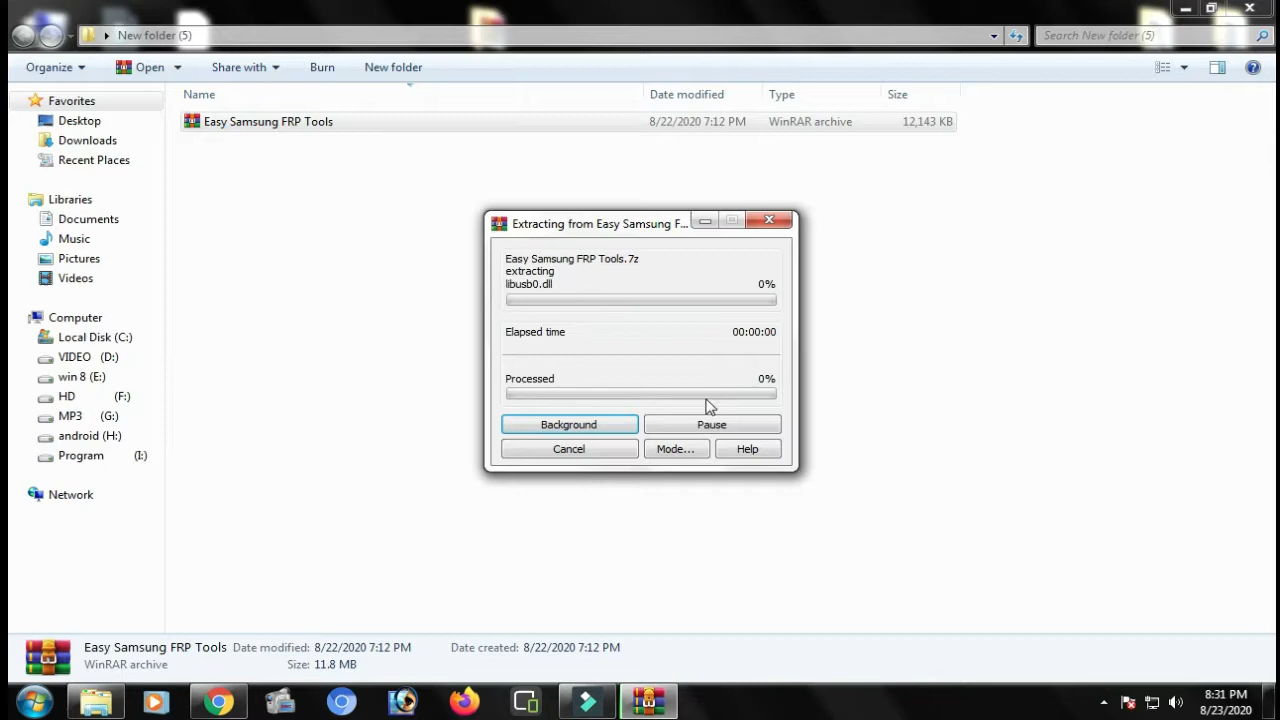 New folder (5)
Search New folder (5)
Organize
Open
Share with
Burn
New folder
Name
Date modified
Type
Size
Favorites
Desktop
Downloads
Recent Places
Libraries
Documents
Music
Pictures
Videos
Computer
Local Disk (C:)
VIDEO (D:)
win 8 (E:)
HD (F:)
MP3 (G:)
android (H:)
Program (I:)
Network
Easy Samsung FRP Tools 8/22/2020 7:12 PM WinRAR archive 12,143 KB
Extracting from Easy Samsung F...
Easy Samsung FRP Tools.7z
extracting
libusb0.dll 0%
Elapsed time 00:00:00
Processed 0%
Background
Pause
Cancel
Mode...
Help
Easy Samsung FRP Tools Date modified: 8/22/2020 7:12 PM Date created: 8/22/2020 7:12 PM
WinRAR archive Size: 11.8 MB
8:31 PM
8/23/2020